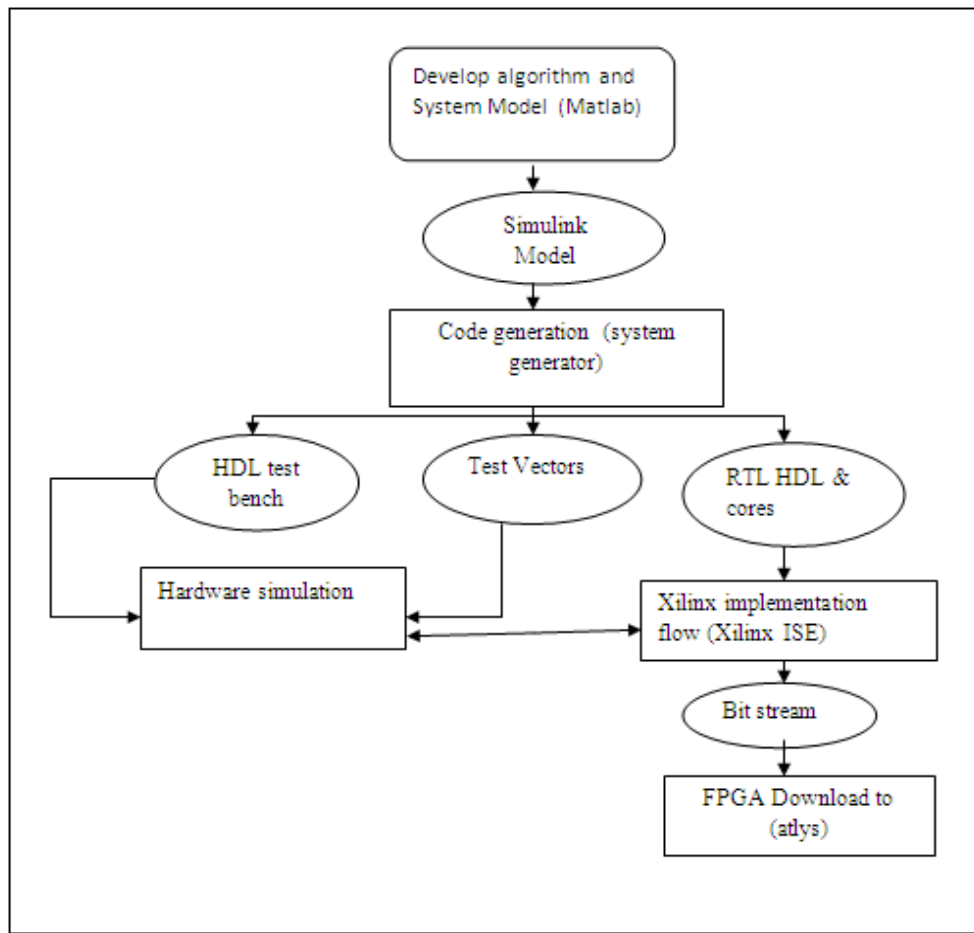 Develop algorithm and
System Model (Matlab)
Simulink
Model
Code generation (system
generator)
HDL test
bench
Test Vectors
RTL HDL &
cores
Hardware simulation
Xilinx implementation
flow (Xilinx ISE)
Bit stream
FPGA Download to
(atlys)